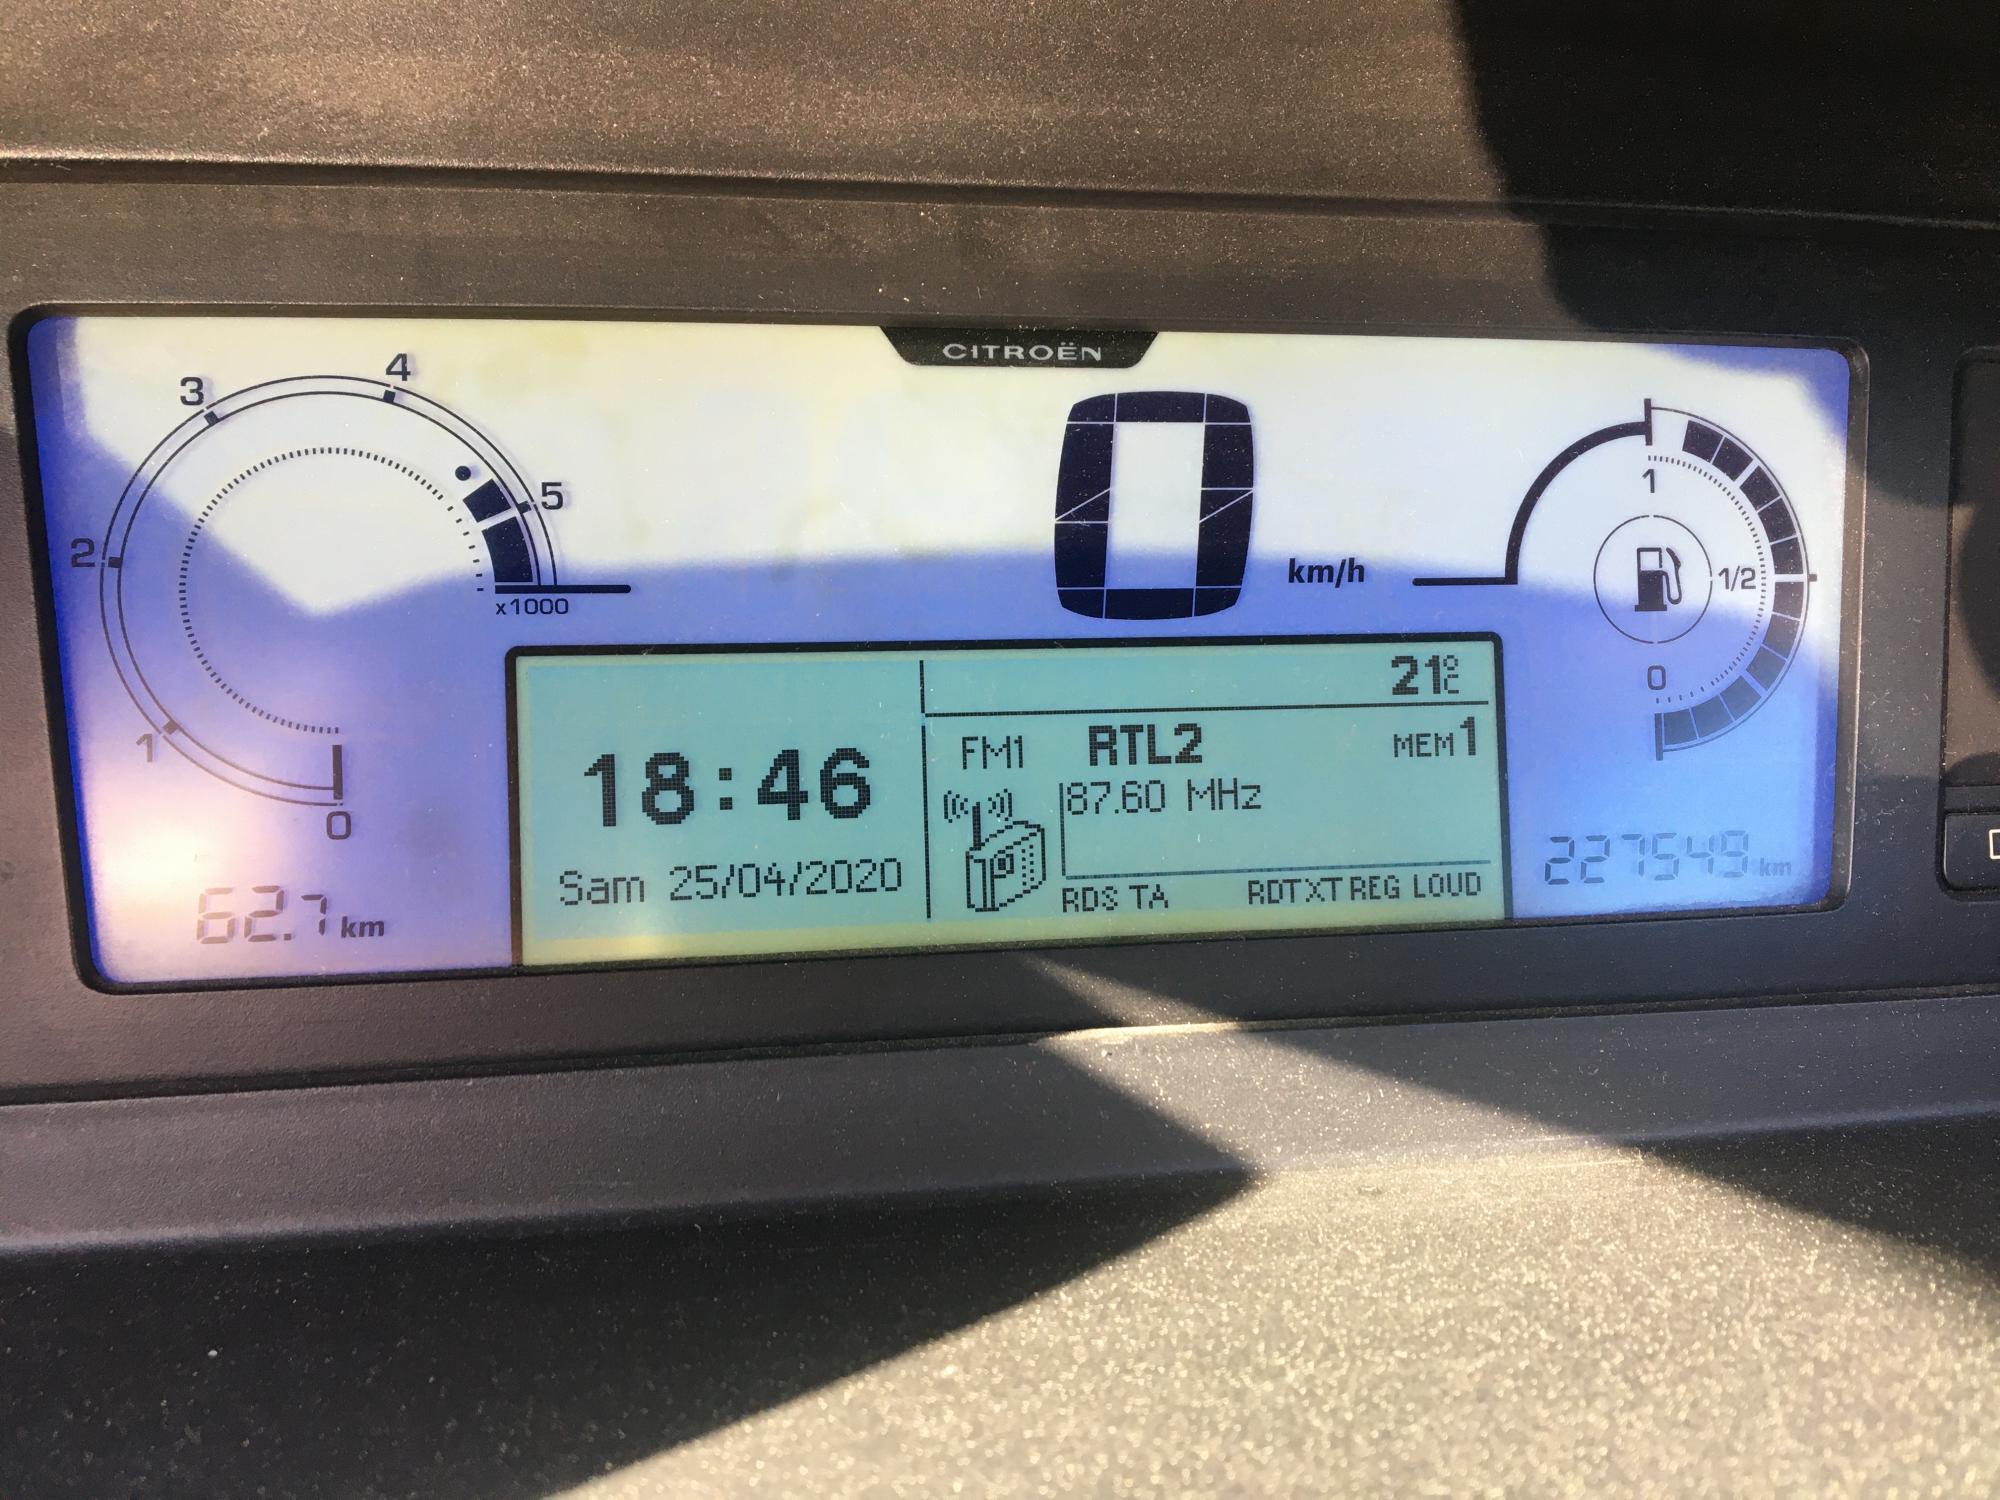 CITROËN
4
3
5
2
x1000
1
0
62.7 km
0 km/h
1
1/2
0
227549 km
21°C
18:46
Sam 25/04/2020
FM1 RTL2 MEM1
87.60 MHz
RDS TA RDTXT REG LOUD